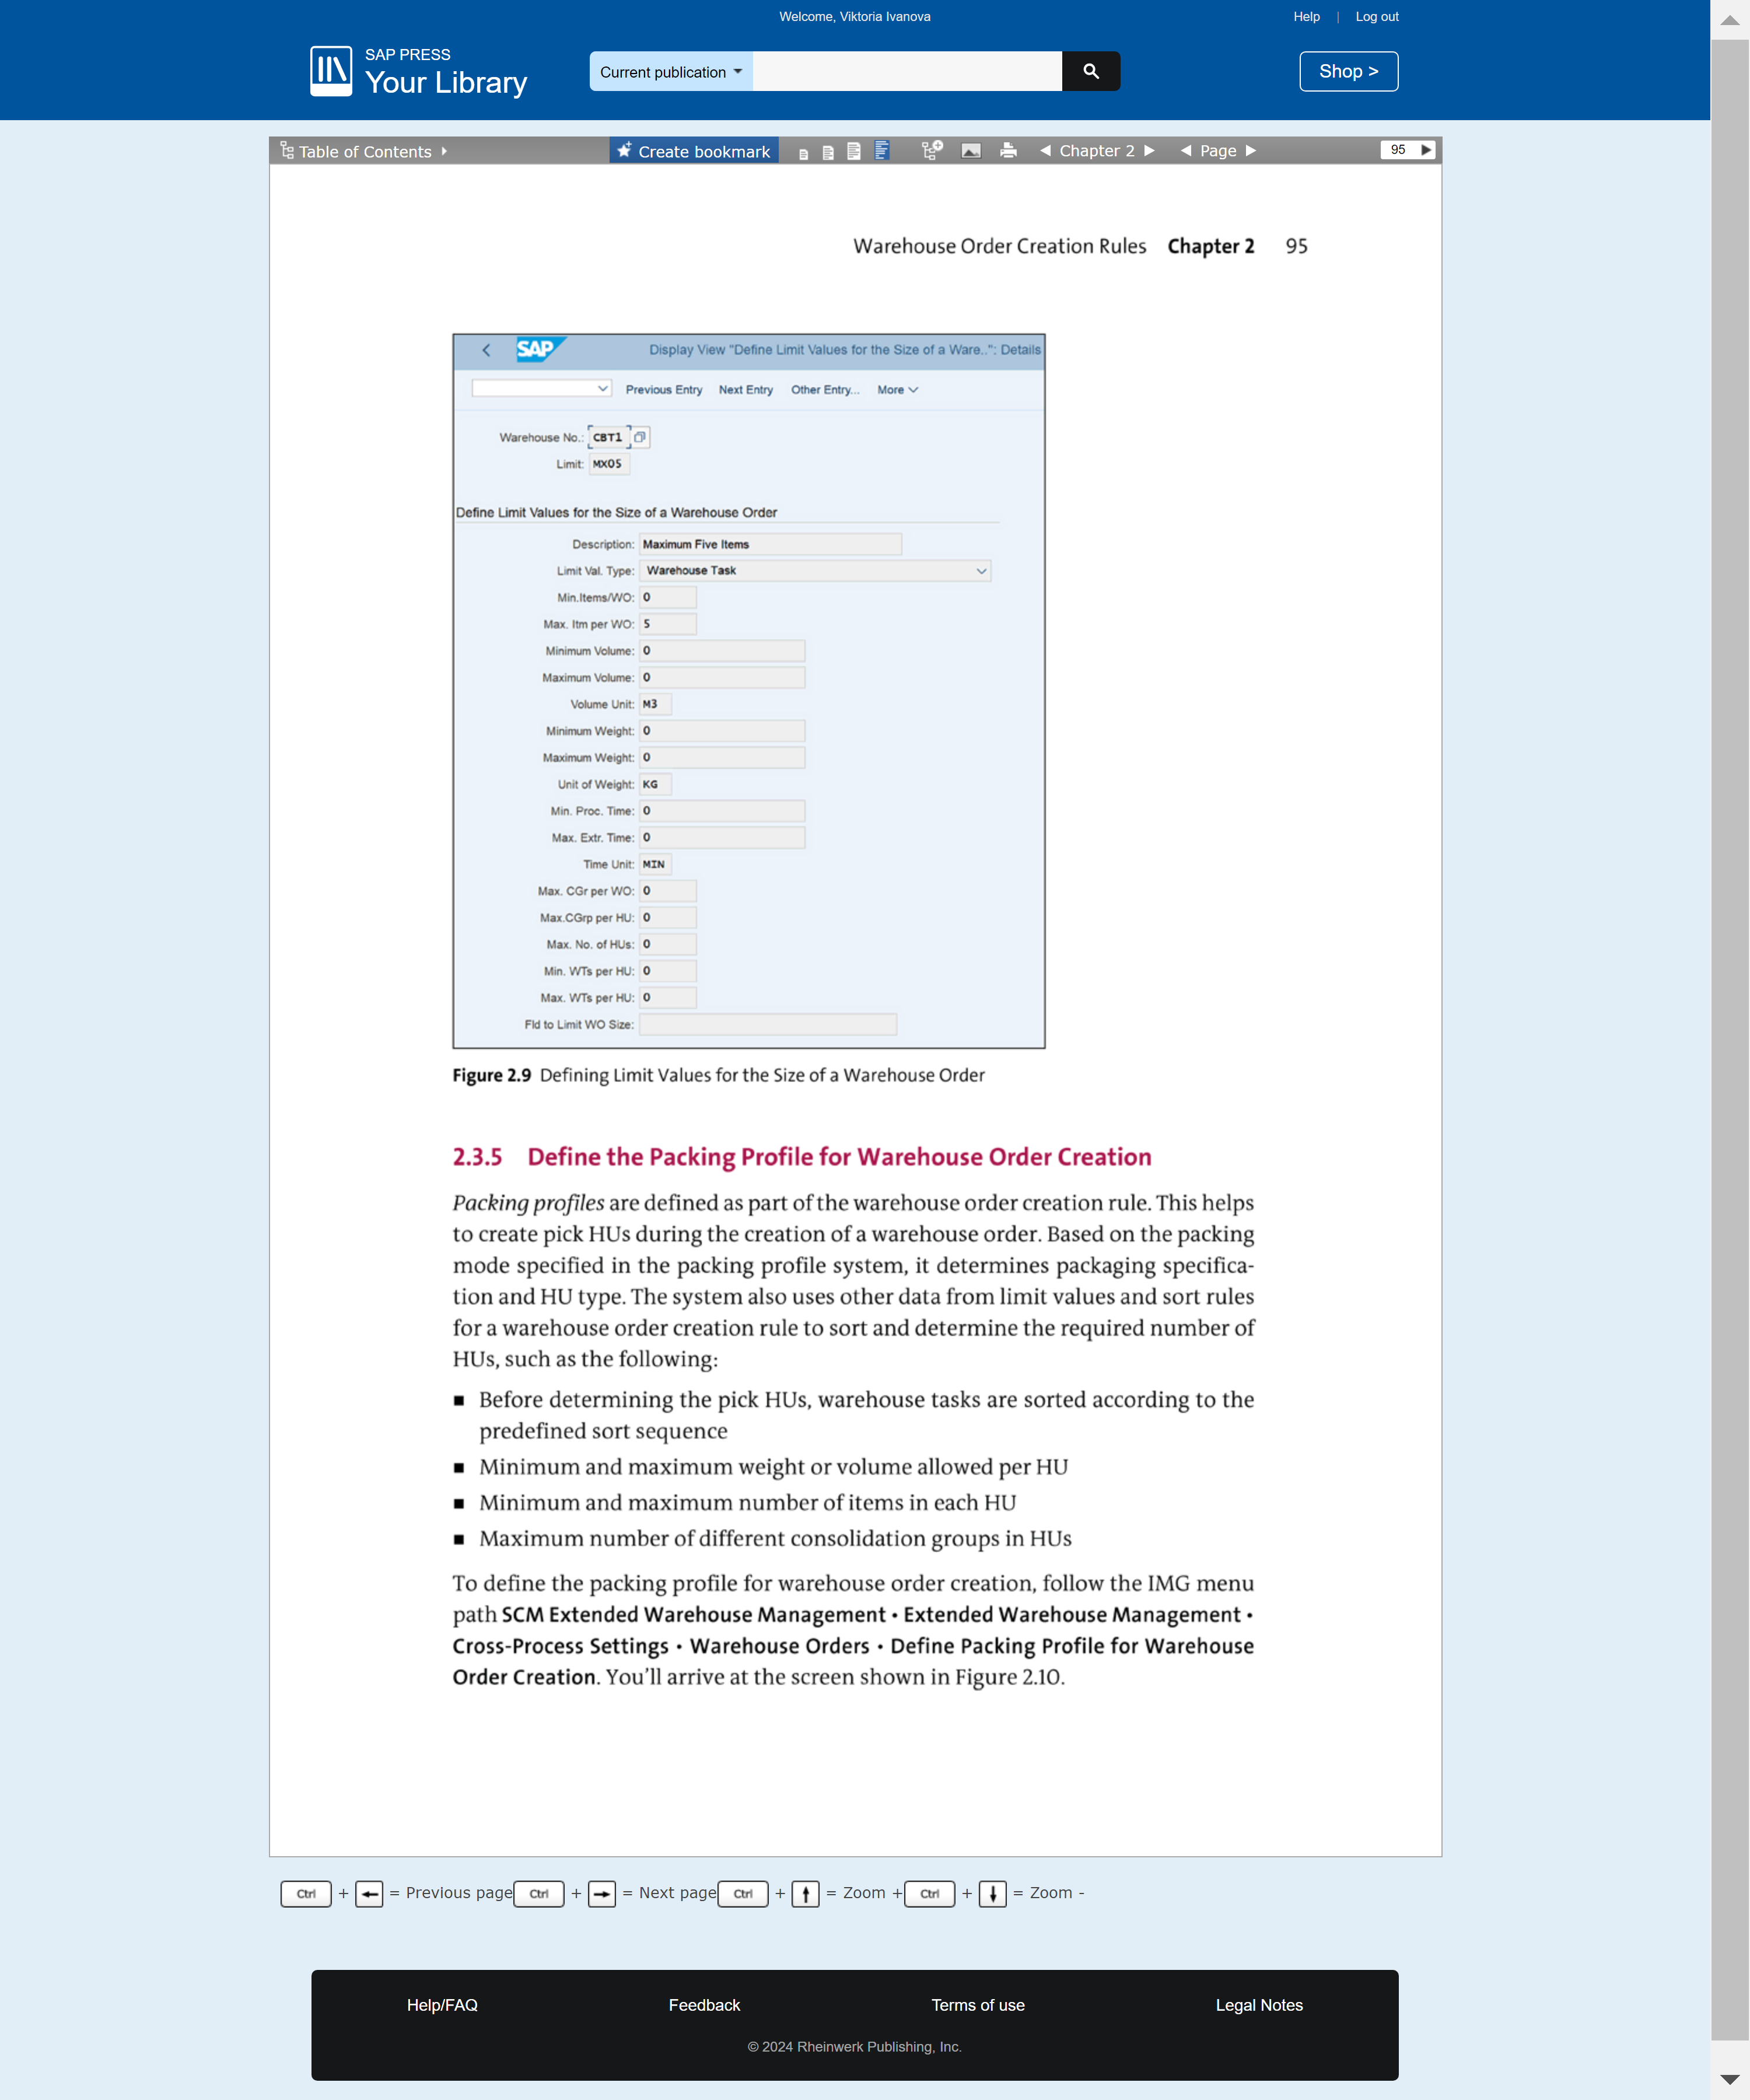 Welcome, Viktoria Ivanova
Help | Log out
SAP PRESS
Your Library
Current publication
Shop >
Table of Contents
Create bookmark
Chapter 2
Page
95
Warehouse Order Creation Rules Chapter 2 95
SAP
Display View "Define Limit Values for the Size of a Ware..": Details
Previous Entry Next Entry Other Entry... More
Warehouse No.: CBT1
Limit: MX05
Define Limit Values for the Size of a Warehouse Order
Description: Maximum Five Items
Limit Val. Type: Warehouse Task
Min.Items/WO: 0
Max. Itm per WO: 5
Minimum Volume: 0
Maximum Volume: 0
Volume Unit: M3
Minimum Weight: 0
Maximum Weight: 0
Unit of Weight: KG
Min. Proc. Time: 0
Max. Extr. Time: 0
Time Unit: MIN
Max. CGr per WO: 0
Max.CGrp per HU: 0
Max. No. of HUs: 0
Min. WTs per HU: 0
Max. WTs per HU: 0
Fld to Limit WO Size:
Figure 2.9 Defining Limit Values for the Size of a Warehouse Order
2.3.5 Define the Packing Profile for Warehouse Order Creation
Packing profiles are defined as part of the warehouse order creation rule. This helps
to create pick HUs during the creation of a warehouse order. Based on the packing
mode specified in the packing profile system, it determines packaging specifica-
tion and HU type. The system also uses other data from limit values and sort rules
for a warehouse order creation rule to sort and determine the required number of
HUs, such as the following:
■ Before determining the pick HUs, warehouse tasks are sorted according to the
predefined sort sequence
■ Minimum and maximum weight or volume allowed per HU
■ Minimum and maximum number of items in each HU
■ Maximum number of different consolidation groups in HUs
To define the packing profile for warehouse order creation, follow the IMG menu
path SCM Extended Warehouse Management • Extended Warehouse Management •
Cross-Process Settings • Warehouse Orders • Define Packing Profile for Warehouse
Order Creation. You'll arrive at the screen shown in Figure 2.10.
Ctrl + ← = Previous page Ctrl + → = Next page Ctrl + ↑ = Zoom + Ctrl + ↓ = Zoom -
Help/FAQ Feedback Terms of use Legal Notes
© 2024 Rheinwerk Publishing, Inc.